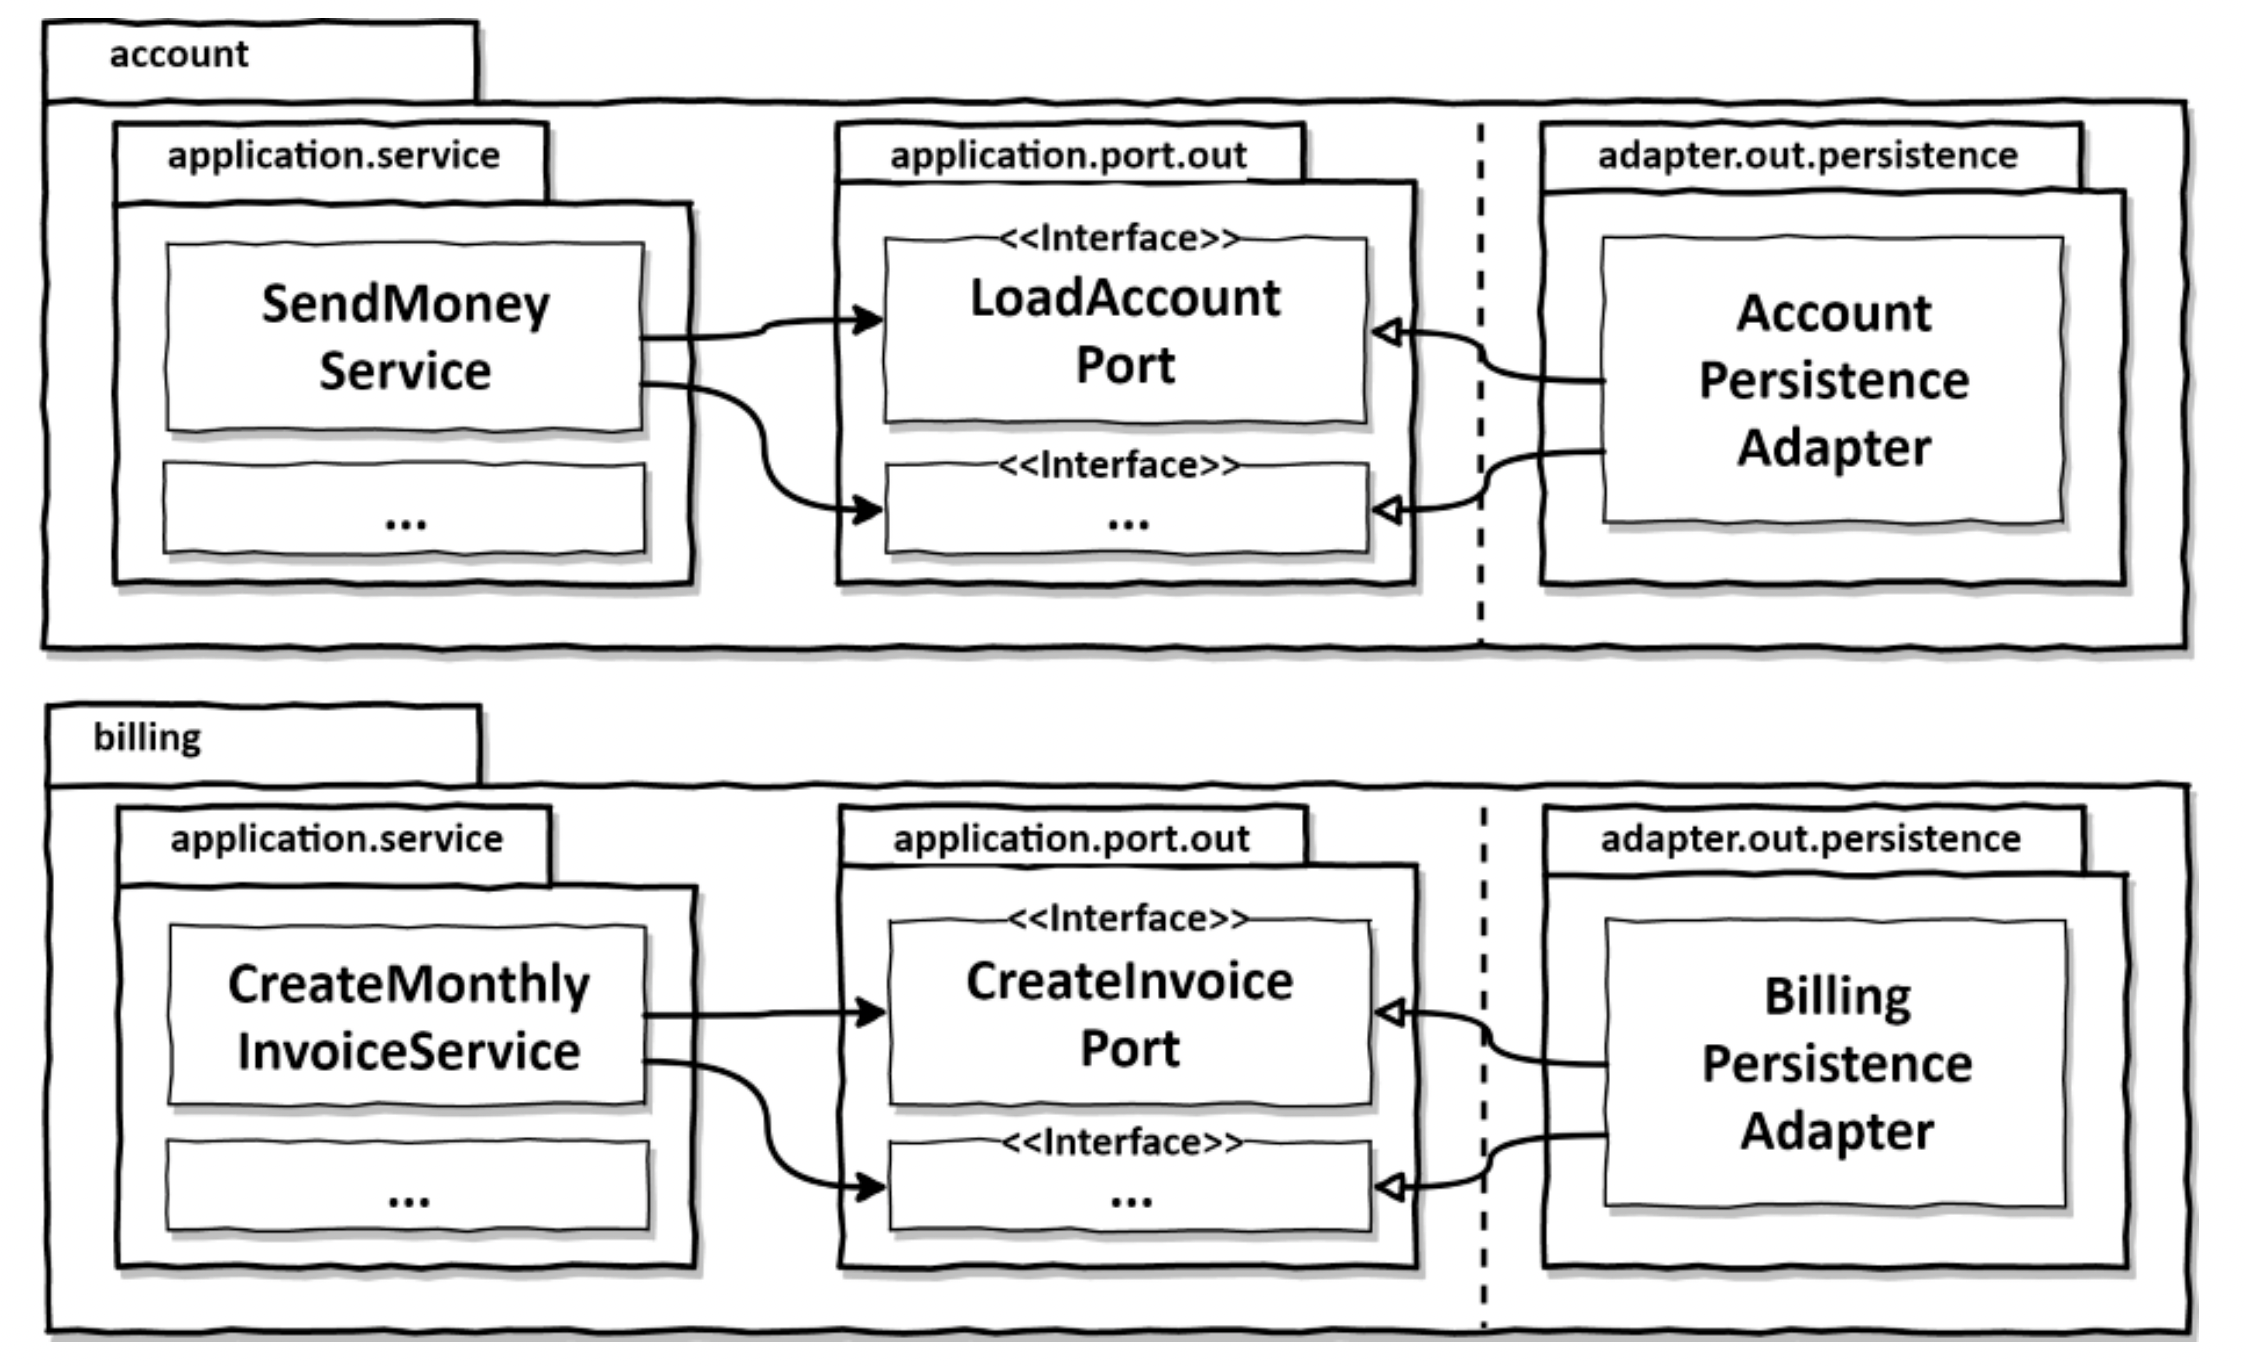 account
application.service
application.port.out
adapter.out.persistence
SendMoney
Service
...
<<Interface>>
LoadAccount
Port
<<Interface>>
...
Account
Persistence
Adapter
billing
application.service
application.port.out
adapter.out.persistence
CreateMonthly
InvoiceService
...
<<Interface>>
CreateInvoice
Port
<<Interface>>
...
Billing
Persistence
Adapter